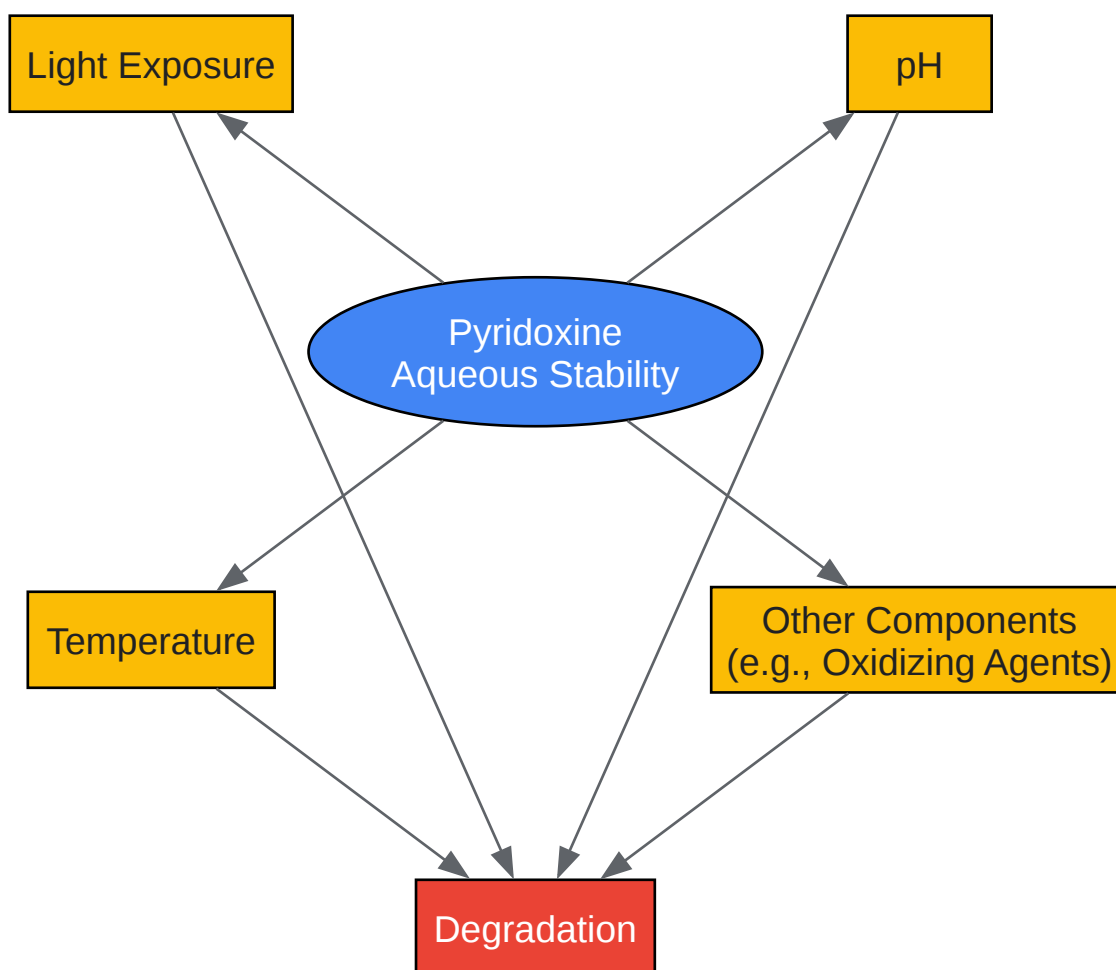 Light Exposure
pH
Pyridoxine
Aqueous Stability
Temperature
Other Components
(e.g., Oxidizing Agents)
Degradation